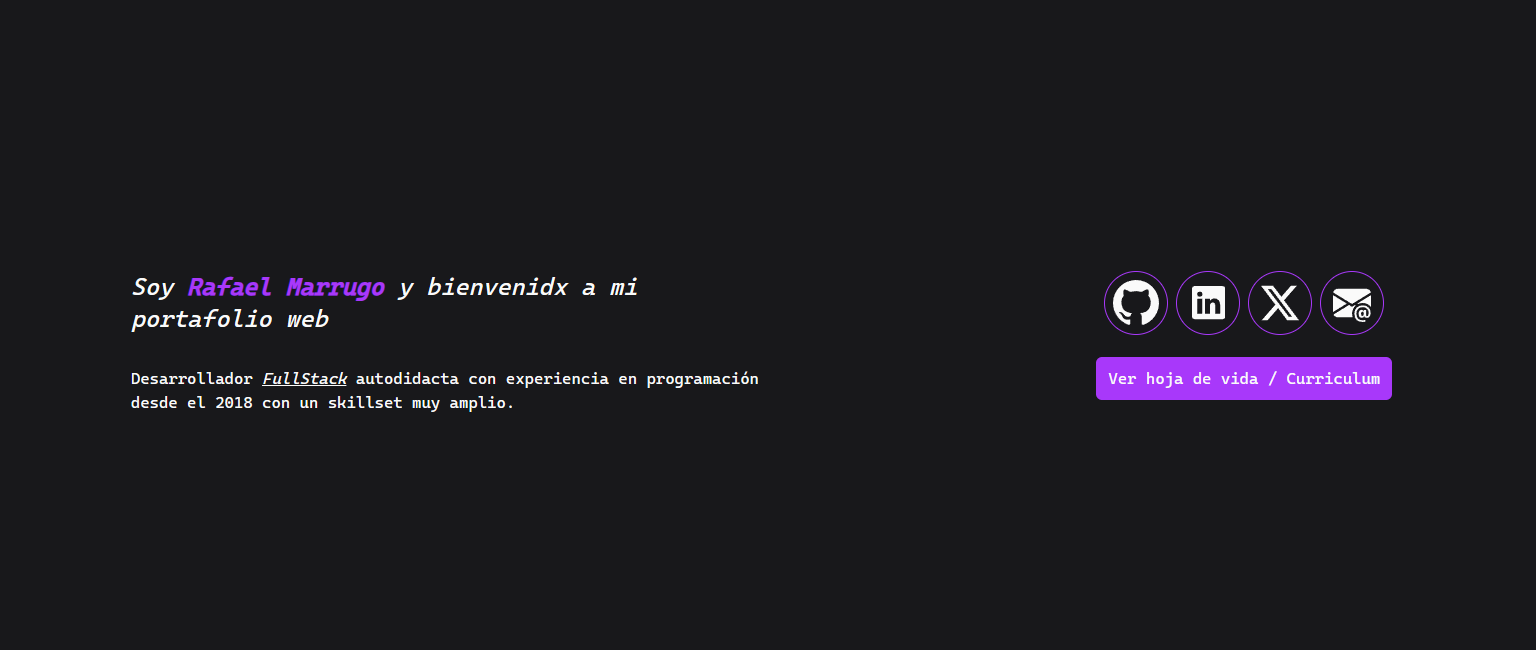 Soy Rafael Marrugo y bienvenidx a mi
portafolio web
Desarrollador FullStack autodidacta con experiencia en programación
desde el 2018 con un skillset muy amplio.
in
X
@
Ver hoja de vida / Curriculum